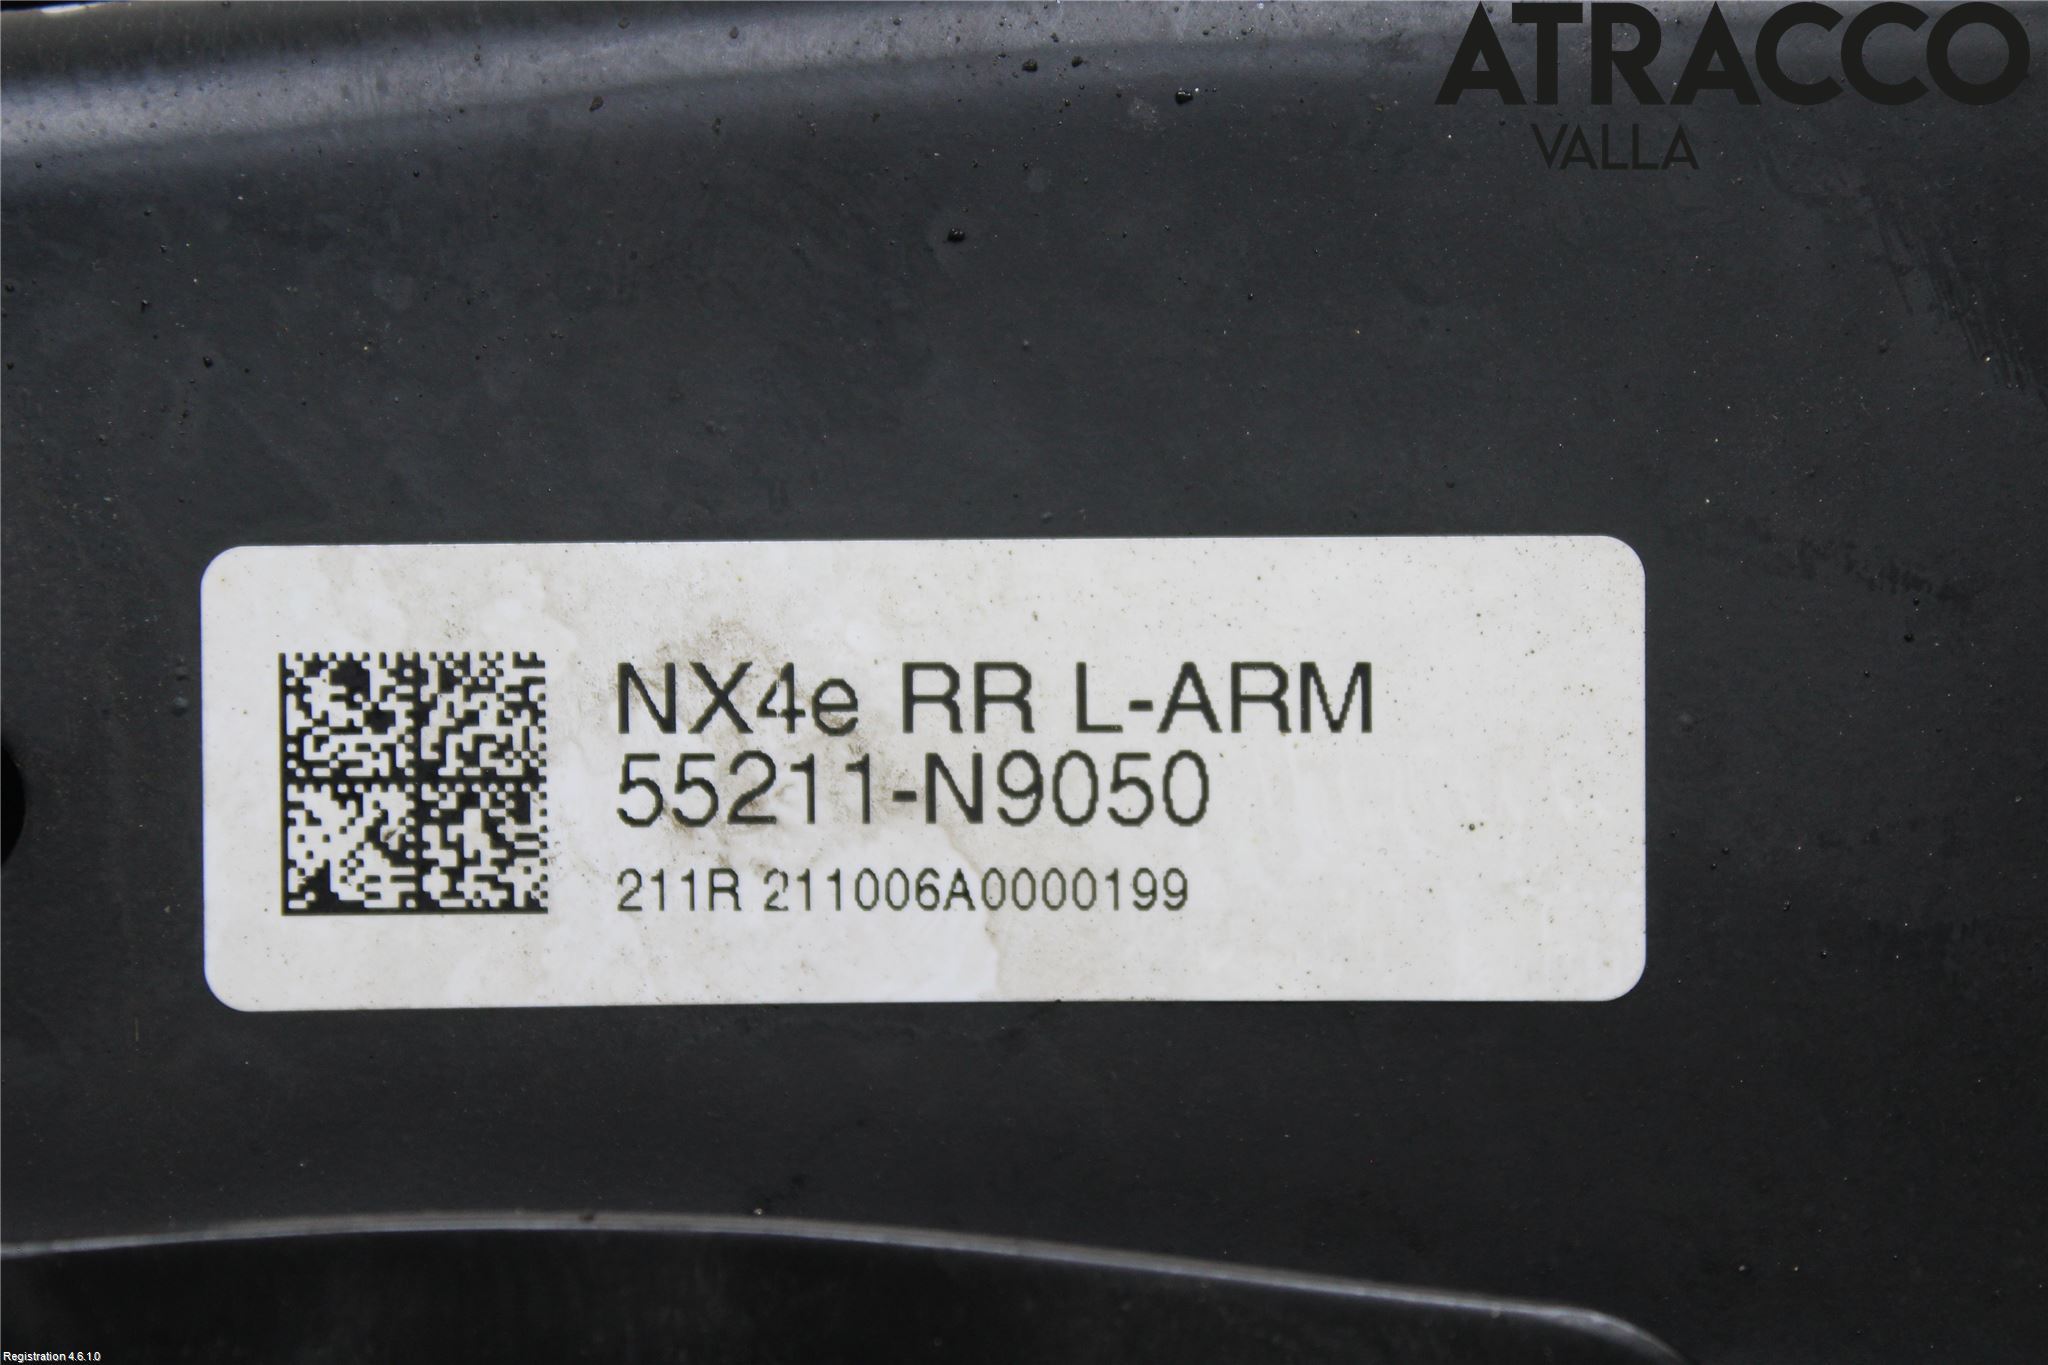 ATRACCO
VALLA
NX4e RR L-ARM
55211-N9050
211R 211006A0000199
Registration 4.6.1.0